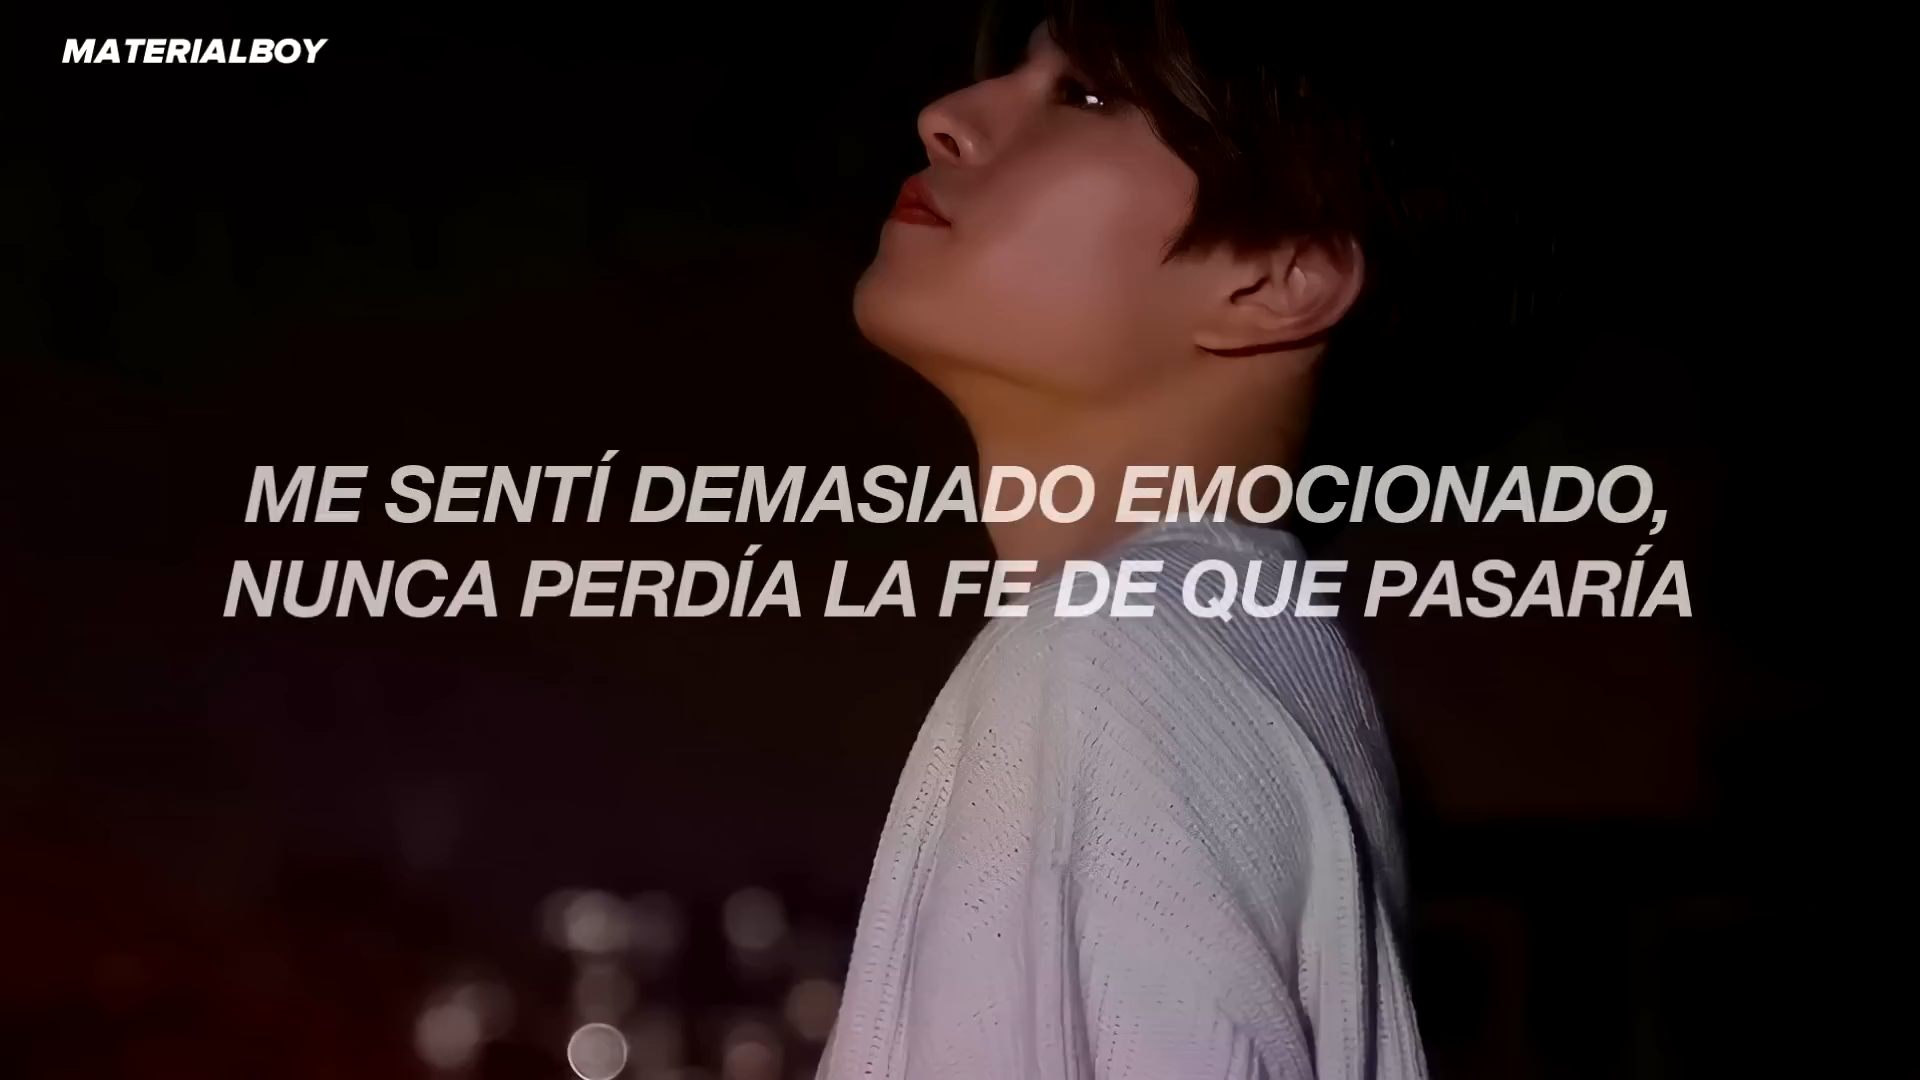 MATERIALBOY
ME SENTÍ DEMASIADO EMOCIONADO,
NUNCA PERDÍA LA FE DE QUE PASARÍA